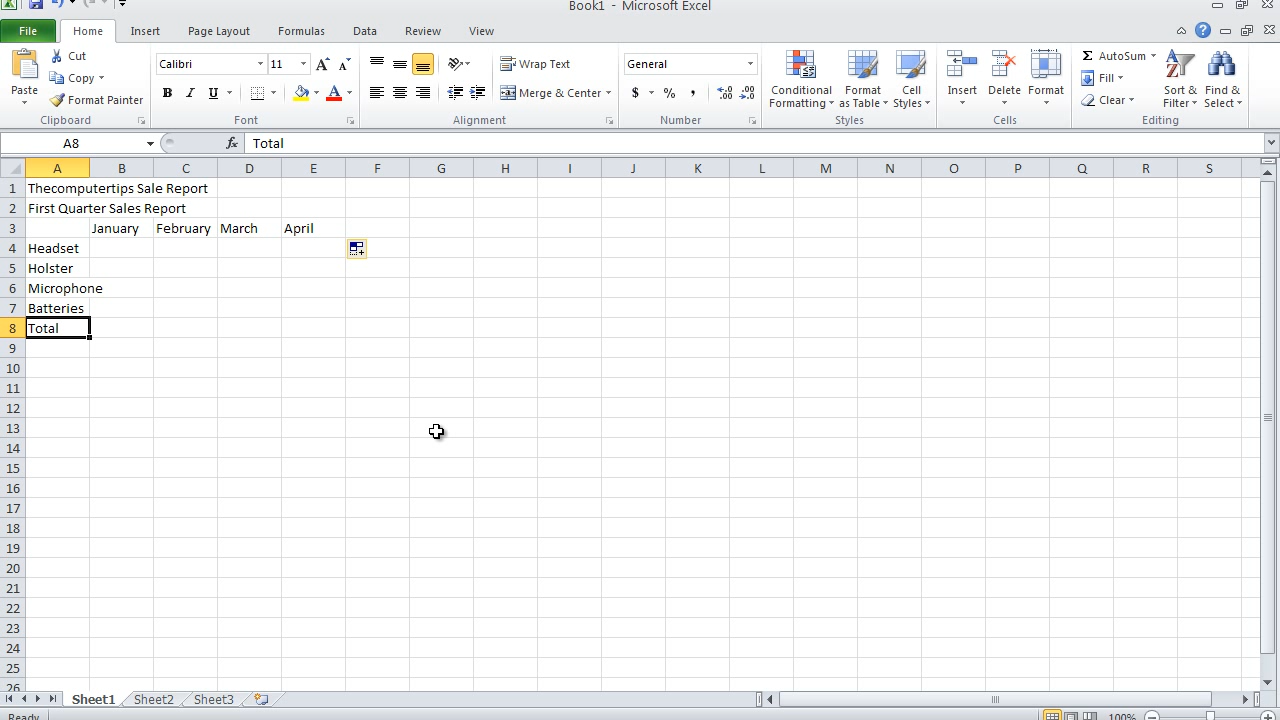 Book1 - Microsoft Excel
File Home Insert Page Layout Formulas Data Review View
Paste
Cut
Copy
Format Painter
Clipboard
Calibri 11
B I U
Font
Wrap Text
Merge & Center
Alignment
General
$ % ,
Number
Conditional Formatting
Format as Table
Cell Styles
Styles
Insert Delete Format
Cells
AutoSum
Fill
Clear
Sort & Filter
Find & Select
Editing
A8 fx Total
A B C D E F G H I J K L M N O P Q R S
1 Thecomputertips Sale Report
2 First Quarter Sales Report
3 January February March April
4 Headset
5 Holster
6 Microphone
7 Batteries
8 Total
9
10
11
12
13
14
15
16
17
18
19
20
21
22
23
24
25
26
Sheet1 Sheet2 Sheet3
Ready 100%